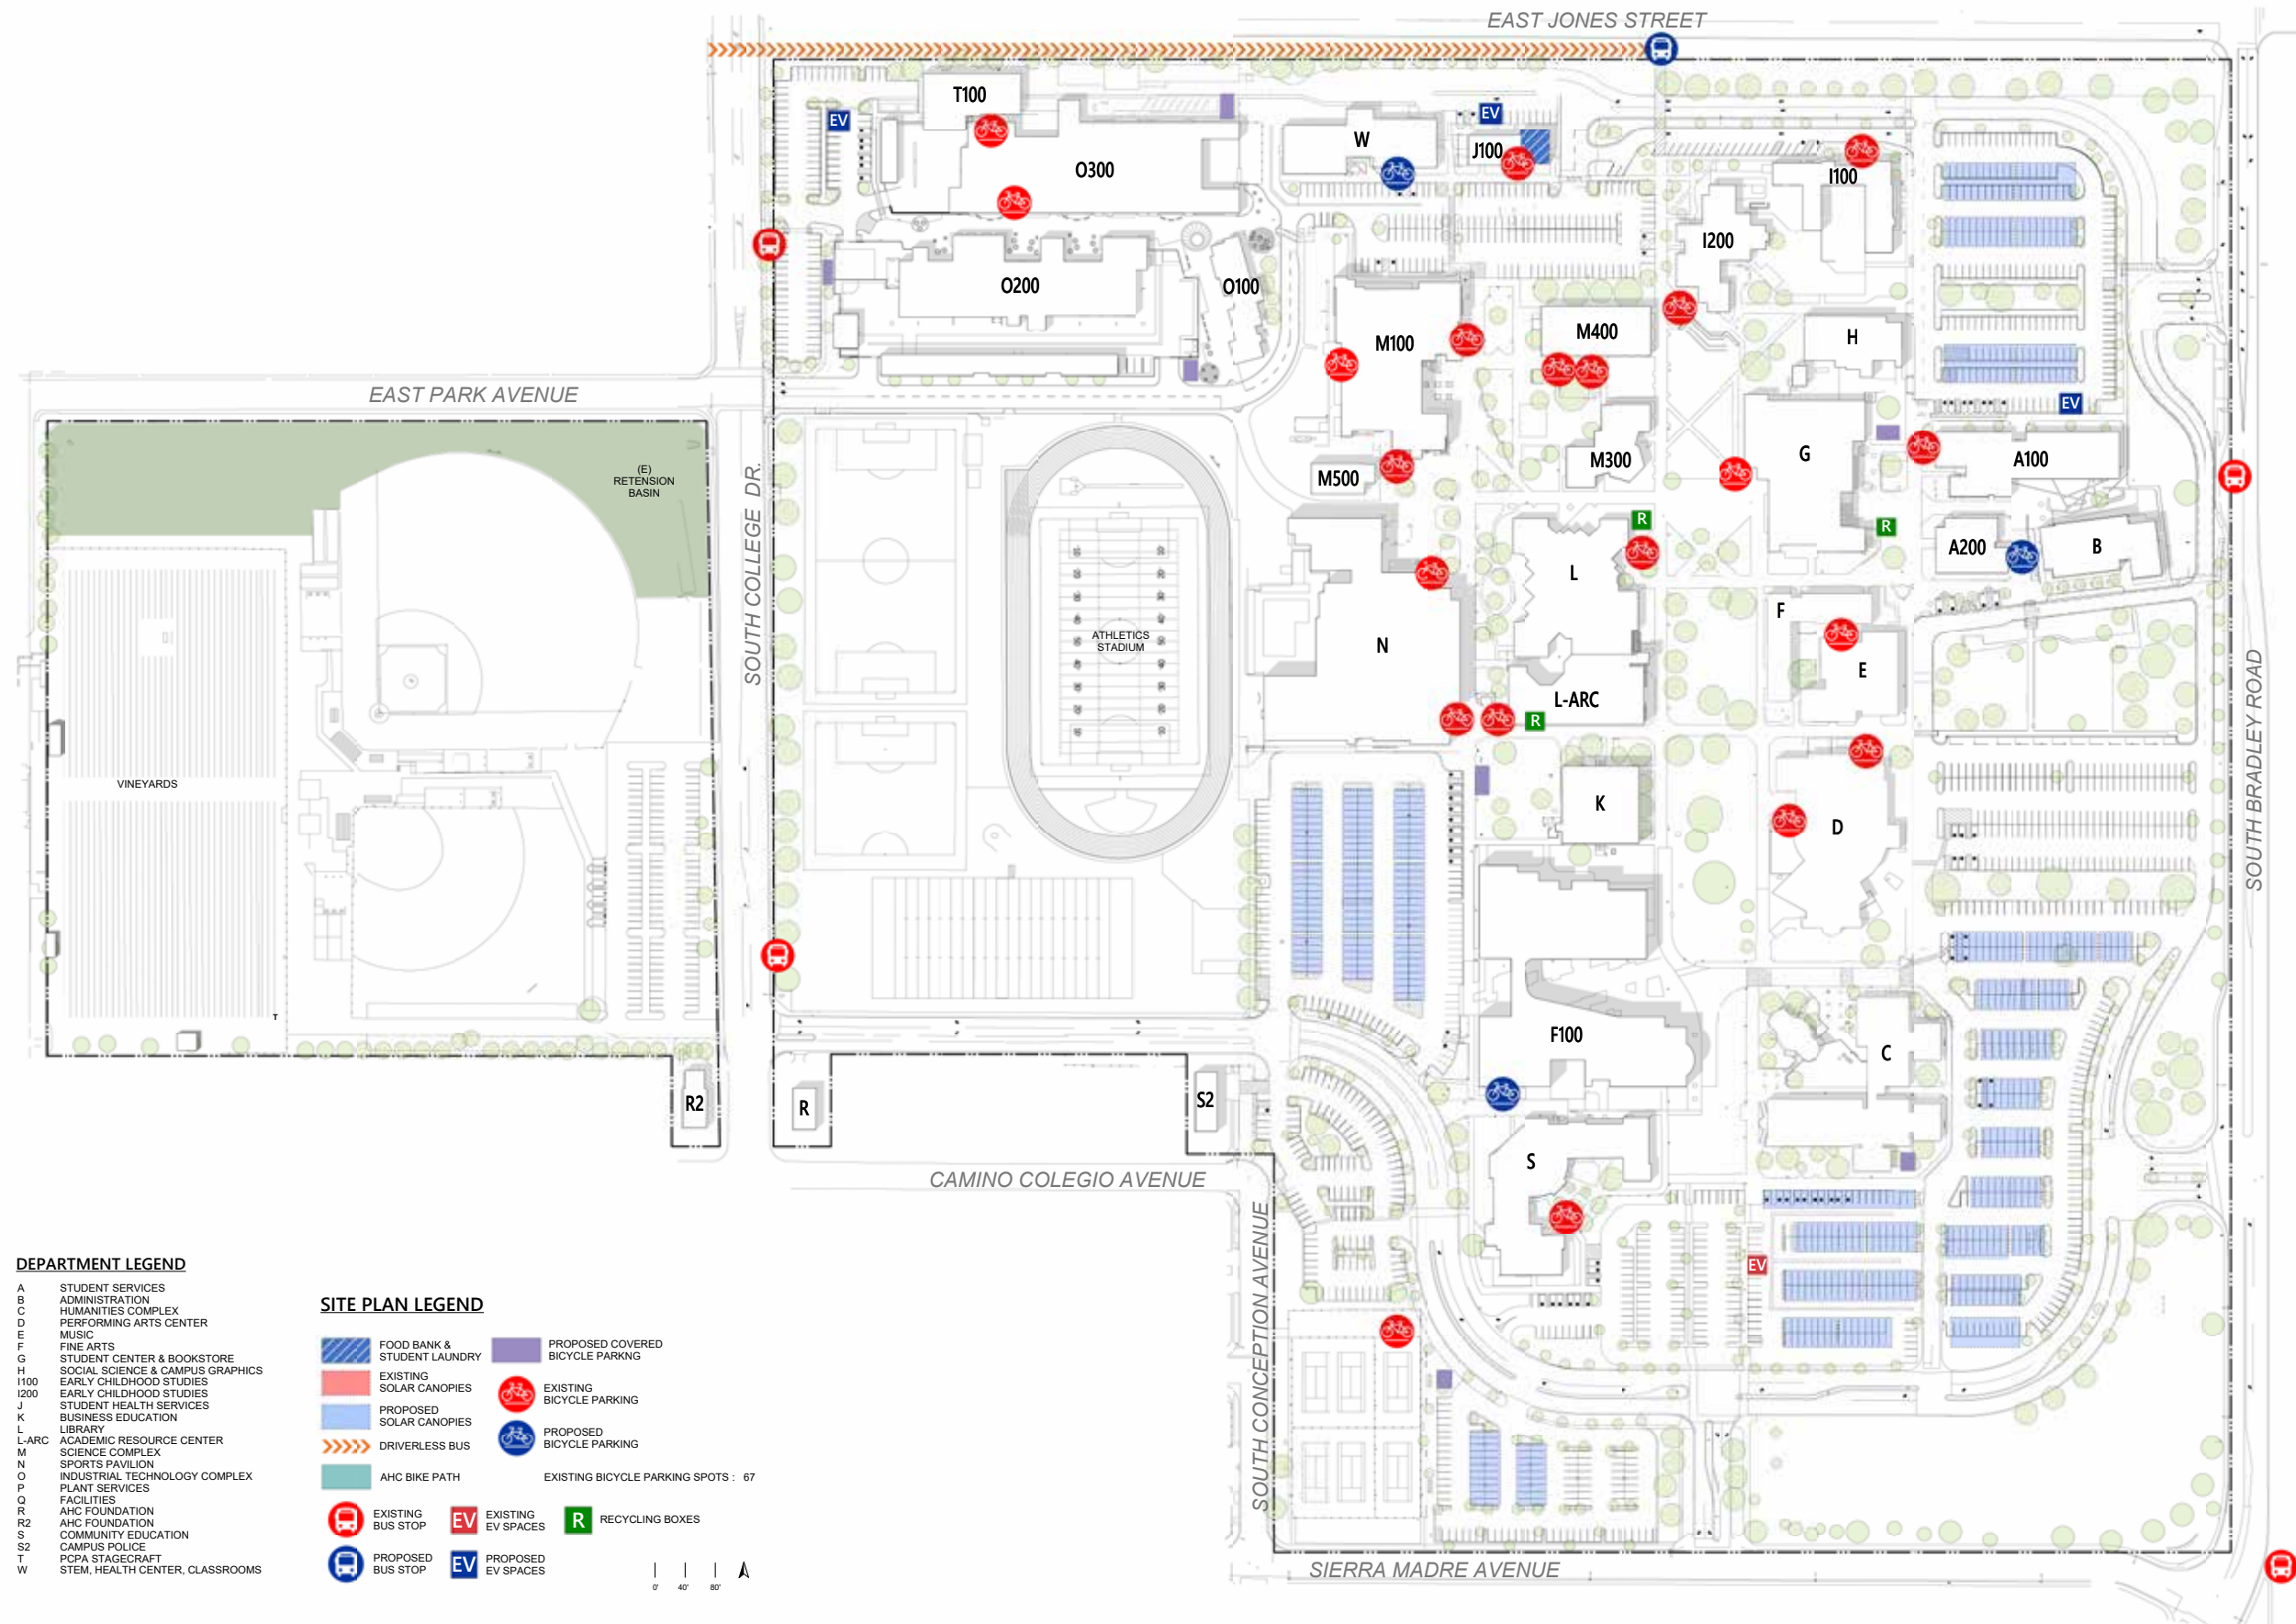 EAST JONES STREET
T100
EV
EV
W
J100
O300
I100
I200
O200
O100
M100
M400
H
EAST PARK AVENUE
EV
(E)
RETENSION
BASIN
M500
M300
G
A100
R
R
A200
B
SOUTH COLLEGE DR.
L
F
ATHLETICS
STADIUM
N
E
L-ARC
R
SOUTH BRADLEY ROAD
VINEYARDS
K
D
T
F100
C
R2
R
S2
S
CAMINO COLEGIO AVENUE
SOUTH CONCEPTION AVENUE
EV
SIERRA MADRE AVENUE
DEPARTMENT LEGEND
A STUDENT SERVICES
B ADMINISTRATION
C HUMANITIES COMPLEX
D PERFORMING ARTS CENTER
E MUSIC
F FINE ARTS
G STUDENT CENTER & BOOKSTORE
H SOCIAL SCIENCE & CAMPUS GRAPHICS
I100 EARLY CHILDHOOD STUDIES
I200 EARLY CHILDHOOD STUDIES
J STUDENT HEALTH SERVICES
K BUSINESS EDUCATION
L LIBRARY
L-ARC ACADEMIC RESOURCE CENTER
M SCIENCE COMPLEX
N SPORTS PAVILION
O INDUSTRIAL TECHNOLOGY COMPLEX
P PLANT SERVICES
Q FACILITIES
R AHC FOUNDATION
R2 AHC FOUNDATION
S COMMUNITY EDUCATION
S2 CAMPUS POLICE
T PCPA STAGECRAFT
W STEM, HEALTH CENTER, CLASSROOMS
SITE PLAN LEGEND
FOOD BANK &
STUDENT LAUNDRY
EXISTING
SOLAR CANOPIES
PROPOSED
SOLAR CANOPIES
DRIVERLESS BUS
AHC BIKE PATH
PROPOSED COVERED
BICYCLE PARKNG
EXISTING
BICYCLE PARKING
PROPOSED
BICYCLE PARKING
EXISTING BICYCLE PARKING SPOTS : 67
EXISTING
BUS STOP
EV
EXISTING
EV SPACES
R
RECYCLING BOXES
PROPOSED
BUS STOP
EV
PROPOSED
EV SPACES
0' 40' 80'